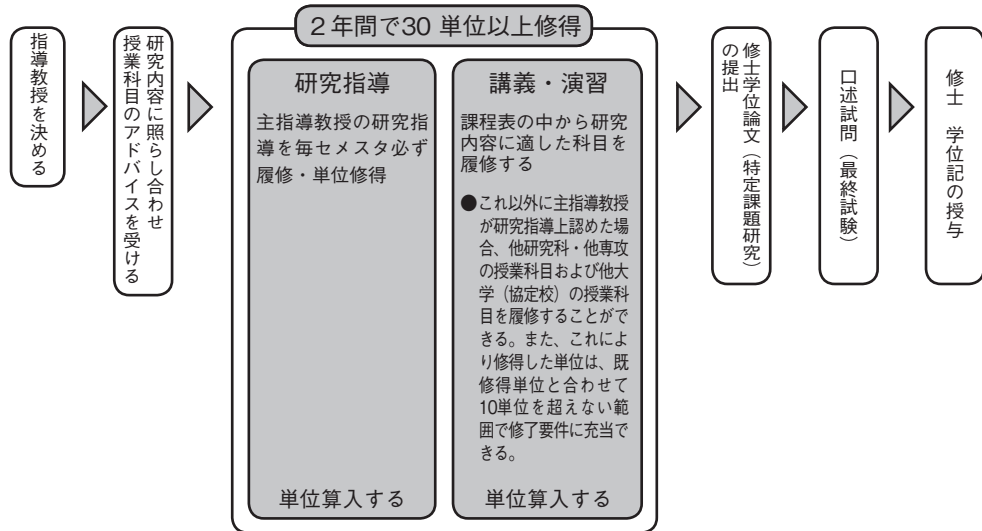 指導教授を決める
研究内容に照らし合わせ
授業科目のアドバイスを受ける
2年間で30 単位以上修得
研究指導
主指導教授の研究指
導を毎セメスタ必ず
履修・単位修得
単位算入する
講義・演習
課程表の中から研究
内容に適した科目を
履修する
●これ以外に主指導教授
が研究指導上認めた場
合、他研究科・他専攻
の授業科目および他大
学（協定校）の授業科
目を履修することがで
きる。また、これによ
り修得した単位は、既
修得単位と合わせて
10単位を超えない範
囲で修了要件に充当で
きる。
単位算入する
修士学位論文（特定課題研究）
の提出
口述試問（最終試験）
修士　学位記の授与